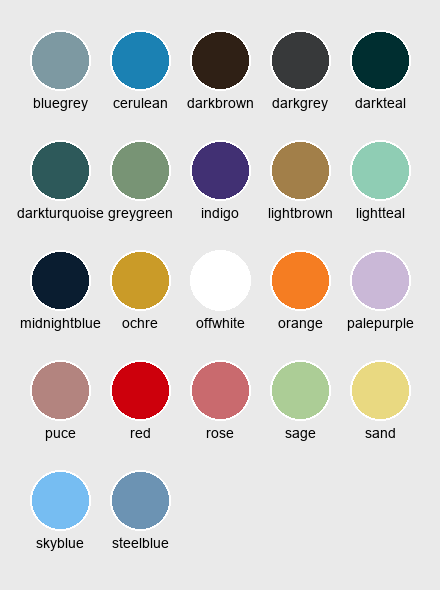 bluegrey cerulean darkbrown darkgrey darkteal
darkturquoise greygreen indigo lightbrown lightteal
midnightblue ochre offwhite orange palepurple
puce red rose sage sand
skyblue steelblue